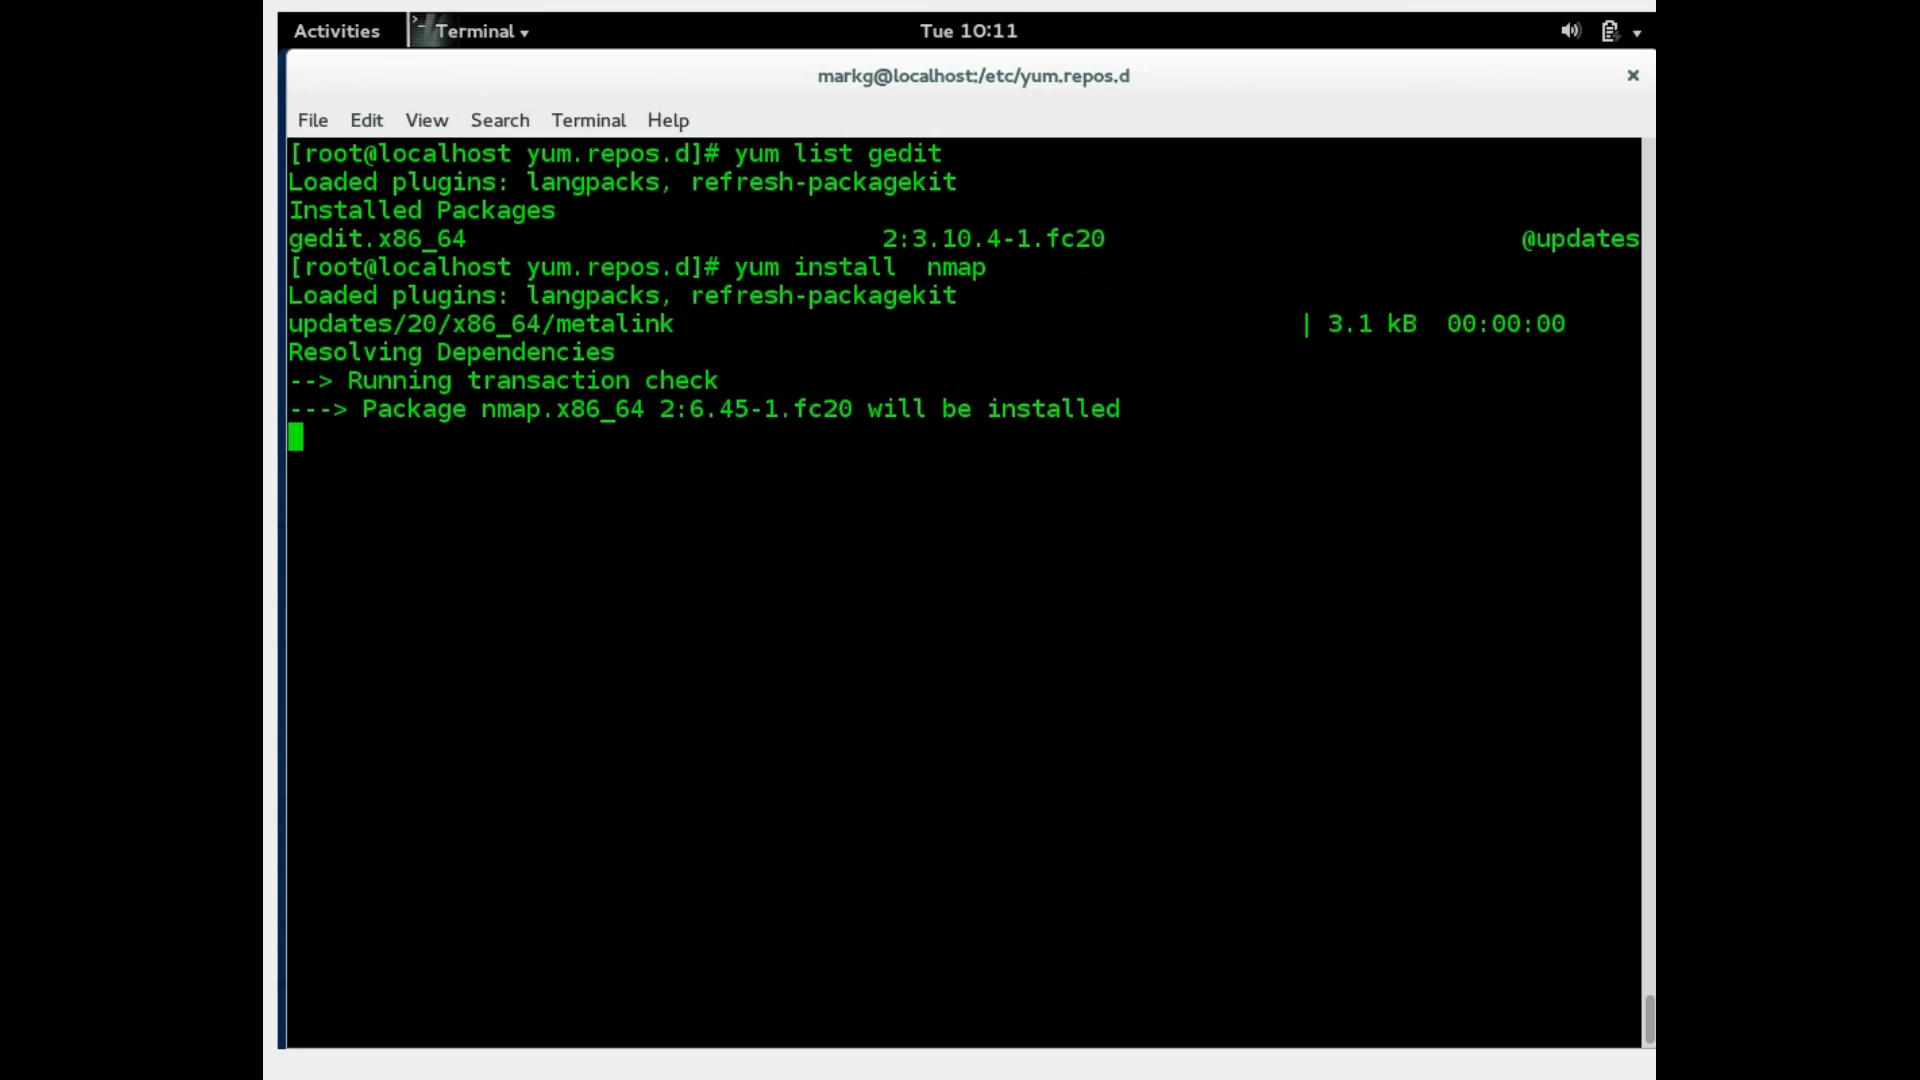 Activities Terminal Tue 10:11
markg@localhost:/etc/yum.repos.d
File Edit View Search Terminal Help
[root@localhost yum.repos.d]# yum list gedit
Loaded plugins: langpacks, refresh-packagekit
Installed Packages
gedit.x86_64 2:3.10.4-1.fc20 @updates
[root@localhost yum.repos.d]# yum install  nmap
Loaded plugins: langpacks, refresh-packagekit
updates/20/x86_64/metalink | 3.1 kB  00:00:00
Resolving Dependencies
--> Running transaction check
---> Package nmap.x86_64 2:6.45-1.fc20 will be installed